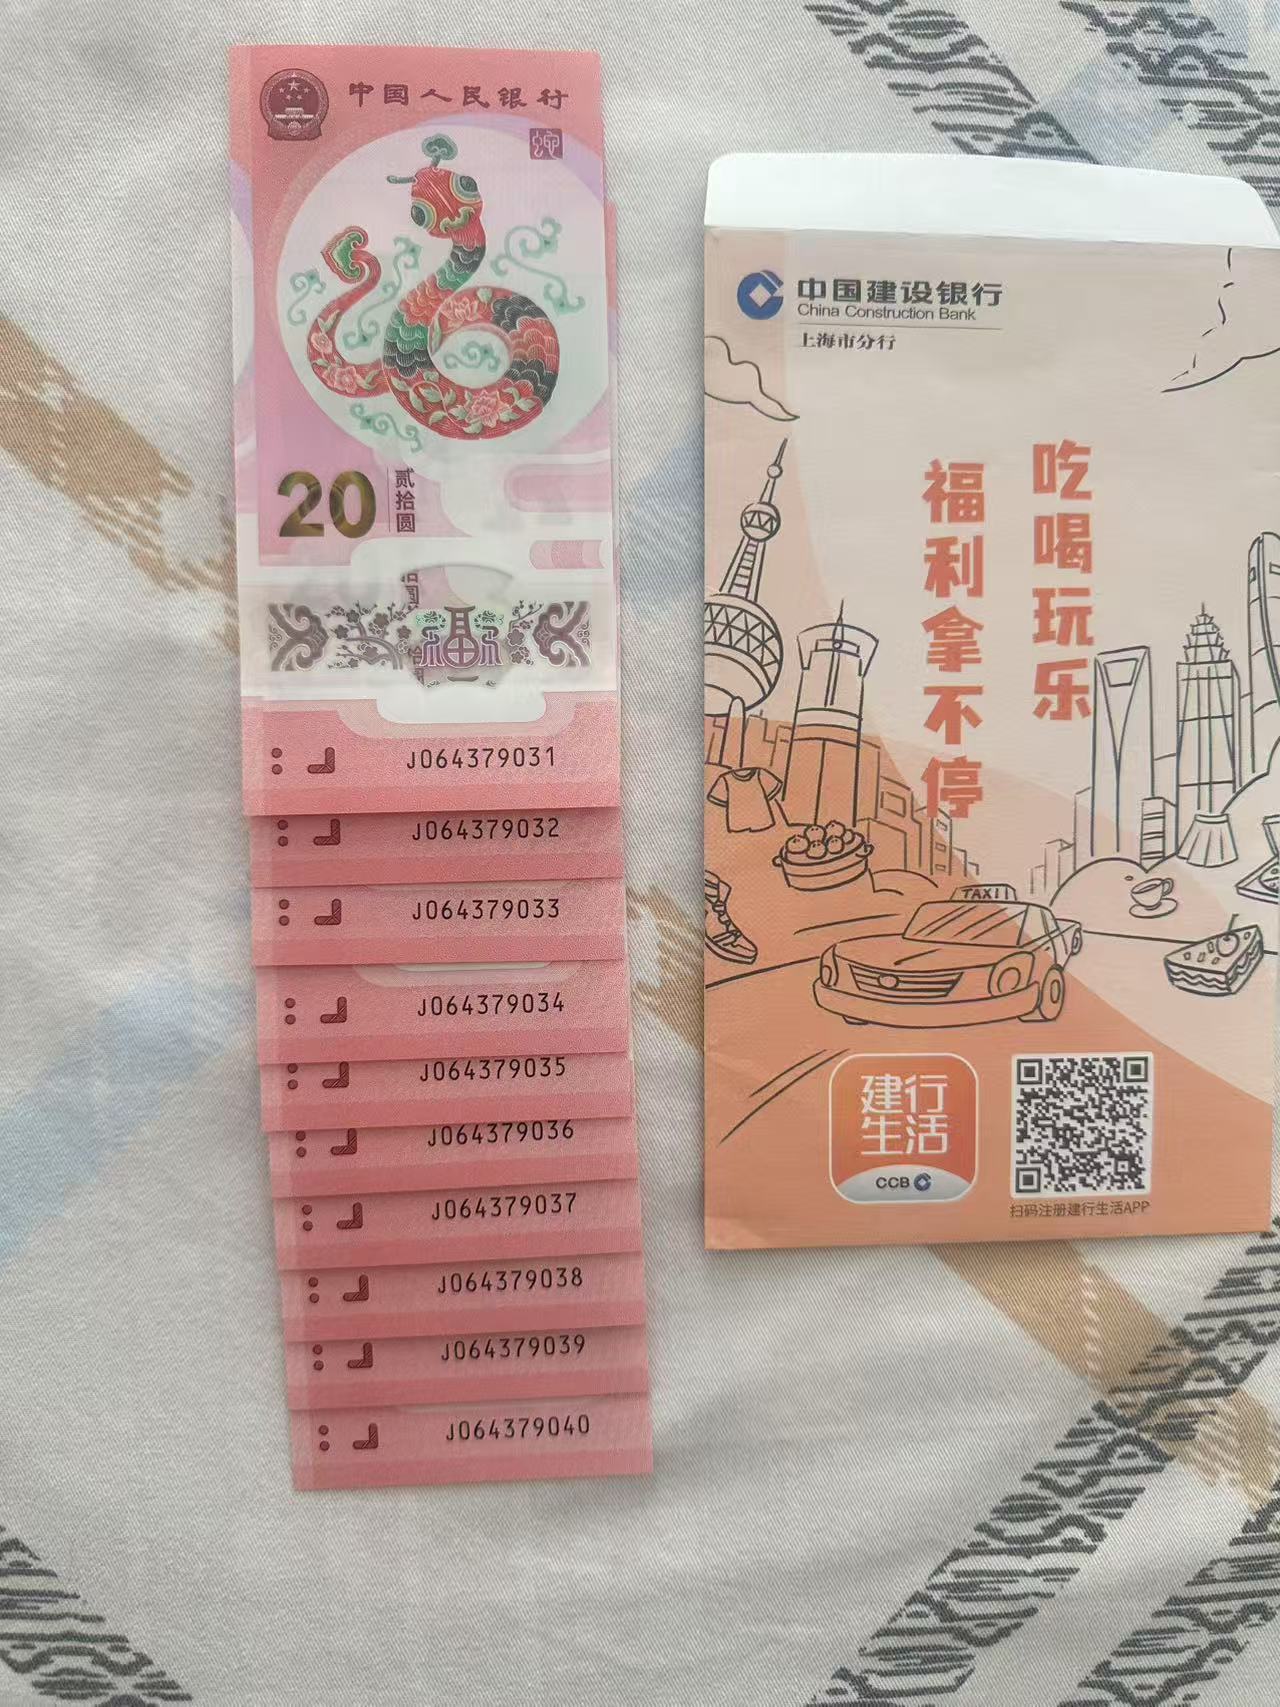 中国人民银行
蛇
20
贰拾圆
福
J064379031
J064379032
J064379033
J064379034
J064379035
J064379036
J064379037
J064379038
J064379039
J064379040
中国建设银行
China Construction Bank
上海市分行
吃喝玩乐
福利拿不停
TAXI
建行
生活
CCB
扫码注册建行生活APP